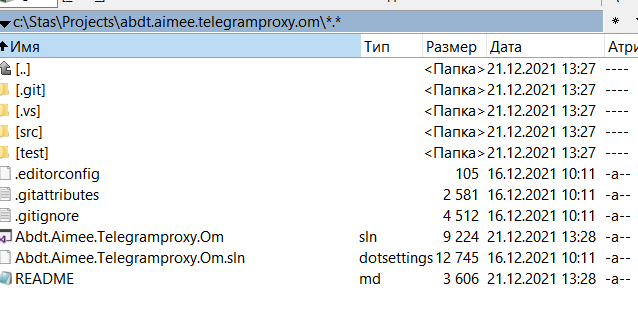 c:\Stas\Projects\abdt.aimee.telegramproxy.om\*.* *
Имя Тип Размер Дата Атри
[..] <Папка> 21.12.2021 13:27 ----
[.git] <Папка> 21.12.2021 13:27 ----
[.vs] <Папка> 21.12.2021 13:27 ----
[src] <Папка> 21.12.2021 13:27 ----
[test] <Папка> 21.12.2021 13:27 ----
.editorconfig 105 16.12.2021 10:11 -a--
.gitattributes 2 581 16.12.2021 10:11 -a--
.gitignore 4 512 16.12.2021 10:11 -a--
Abdt.Aimee.Telegramproxy.Om sln 9 224 21.12.2021 13:28 -a--
Abdt.Aimee.Telegramproxy.Om.sln dotsettings 12 745 16.12.2021 10:11 -a--
README md 3 606 21.12.2021 13:28 -a--